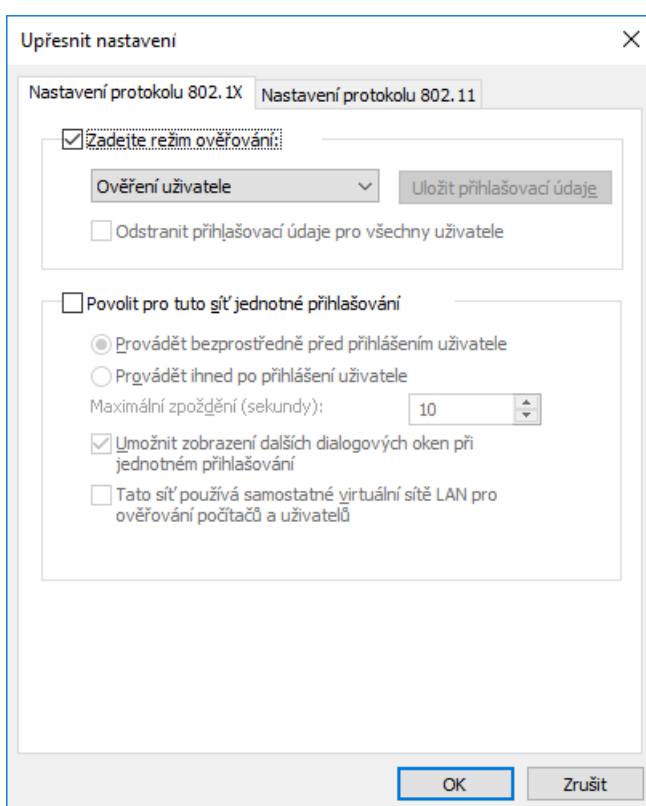 Upřesnit nastavení
Nastavení protokolu 802.1X
Nastavení protokolu 802.11
Zadejte režim ověřování:
Ověření uživatele
Uložit přihlašovací údaje
Odstranit přihlašovací údaje pro všechny uživatele
Povolit pro tuto síť jednotné přihlašování
Provádět bezprostředně před přihlášením uživatele
Provádět ihned po přihlášení uživatele
Maximální zpoždění (sekundy):
10
Umožnit zobrazení dalších dialogových oken při
jednotném přihlašování
Tato síť používá samostatné virtuální sítě LAN pro
ověřování počítačů a uživatelů
OK
Zrušit